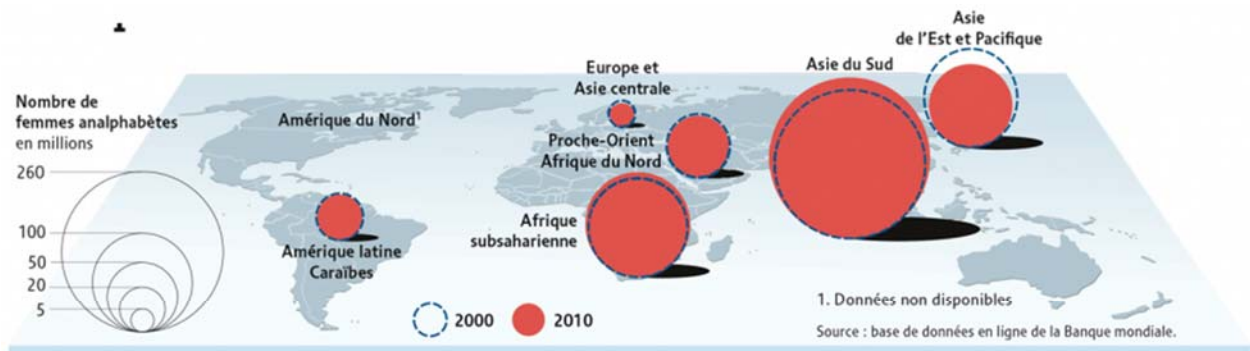 Asie
de l'Est et Pacifique
Asie du Sud
Europe et
Asie centrale
Nombre de
femmes analphabètes
en millions
Amérique du Nord¹
Proche-Orient
Afrique du Nord
260
100
50
20
5
Afrique
subsaharienne
Amérique latine
Caraïbes
2000
2010
1. Données non disponibles
Source : base de données en ligne de la Banque mondiale.